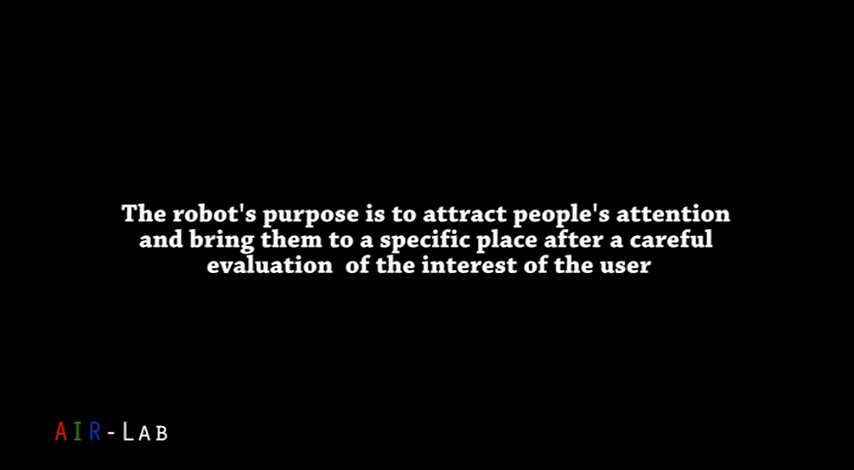 The robot's purpose is to attract people's attention
and bring them to a specific place after a careful
evaluation  of the interest of the user
AIR-LAB